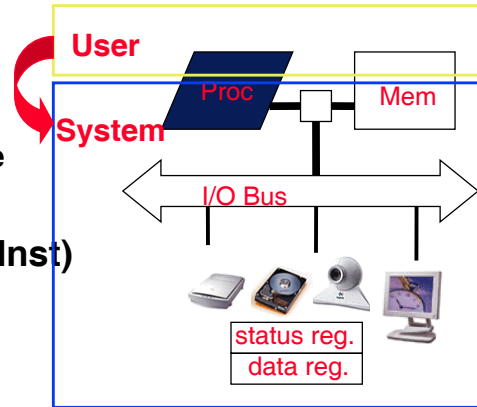 User
Proc
Mem
System
e
I/O Bus
Inst)
status reg.
data reg.